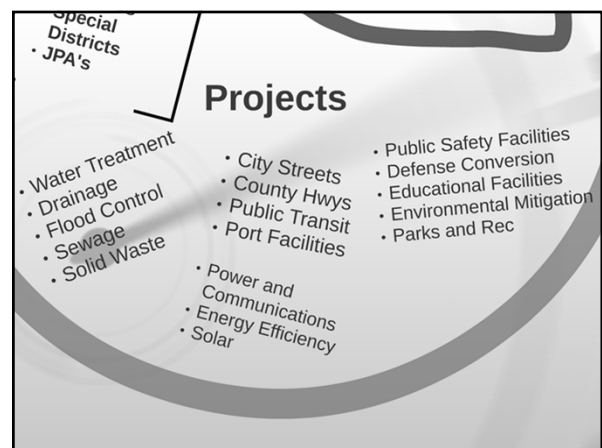 Special
Districts
· JPA's
Projects
· Water Treatment
· Drainage
· Flood Control
· Sewage
· Solid Waste
· City Streets
· County Hwys
· Public Transit
· Port Facilities
· Power and
Communications
· Energy Efficiency
· Solar
· Public Safety Facilities
· Defense Conversion
· Educational Facilities
· Environmental Mitigation
· Parks and Rec